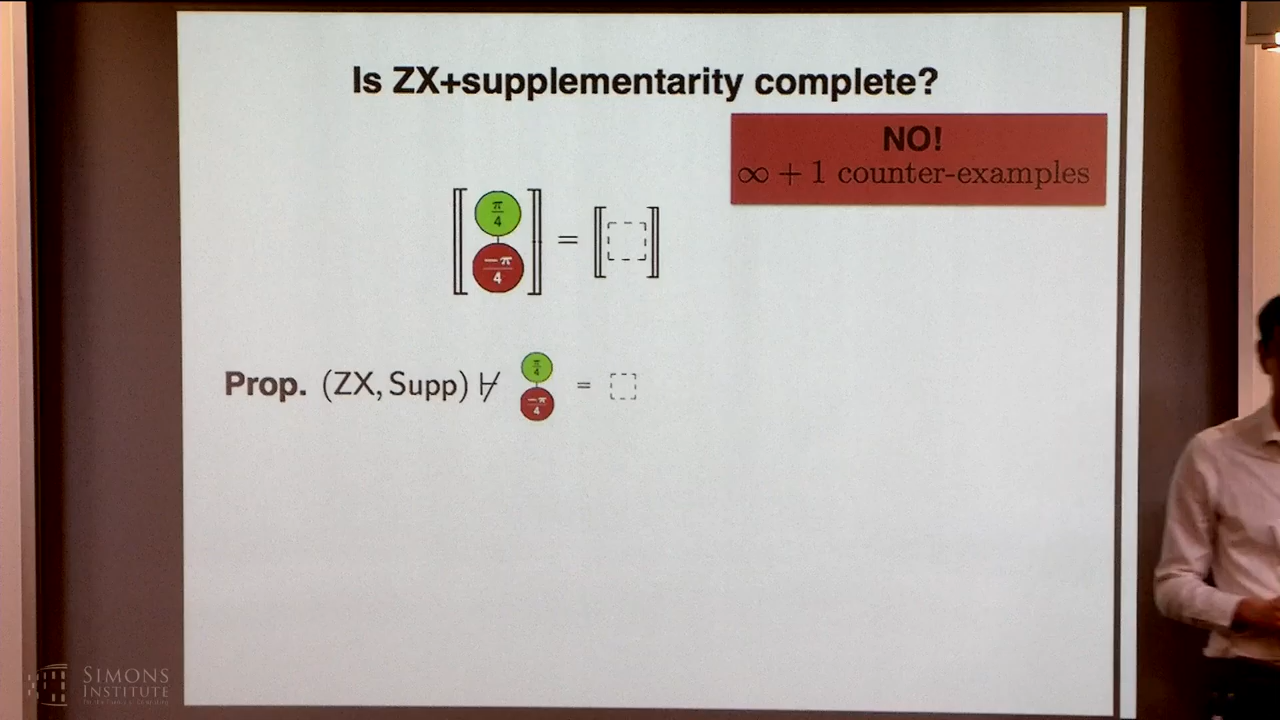 Is ZX+supplementarity complete?
NO!
∞ + 1 counter-examples
⟦ π/4 −π/4 ⟧ = ⟦ ⟧
Prop. (ZX, Supp) ⊬ π/4 −π/4 =
SIMONS
INSTITUTE